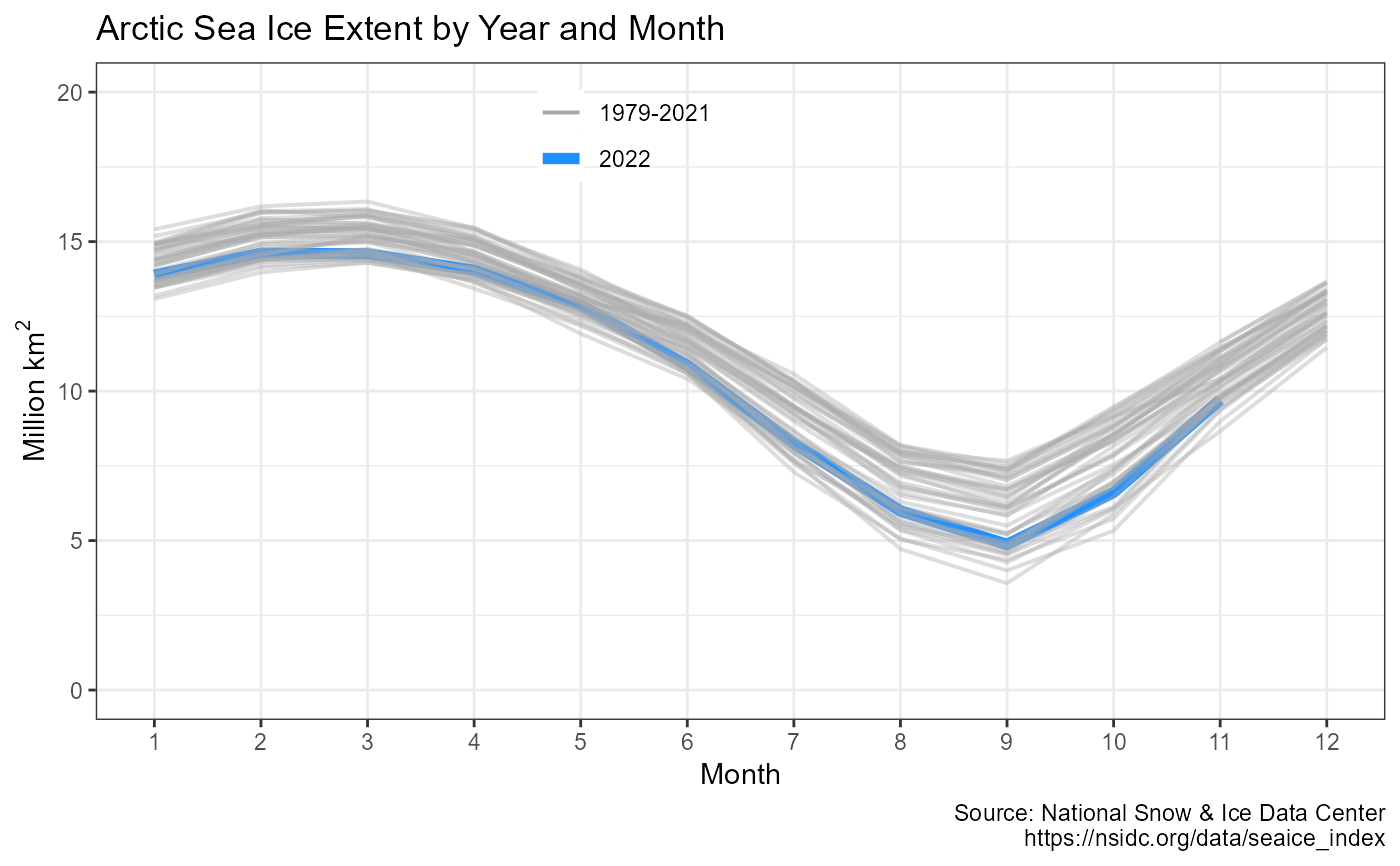 Arctic Sea Ice Extent by Year and Month
20
15
10
5
0
Million km²
1979-2021
2022
1 2 3 4 5 6 7 8 9 10 11 12
Month
Source: National Snow & Ice Data Center
https://nsidc.org/data/seaice_index